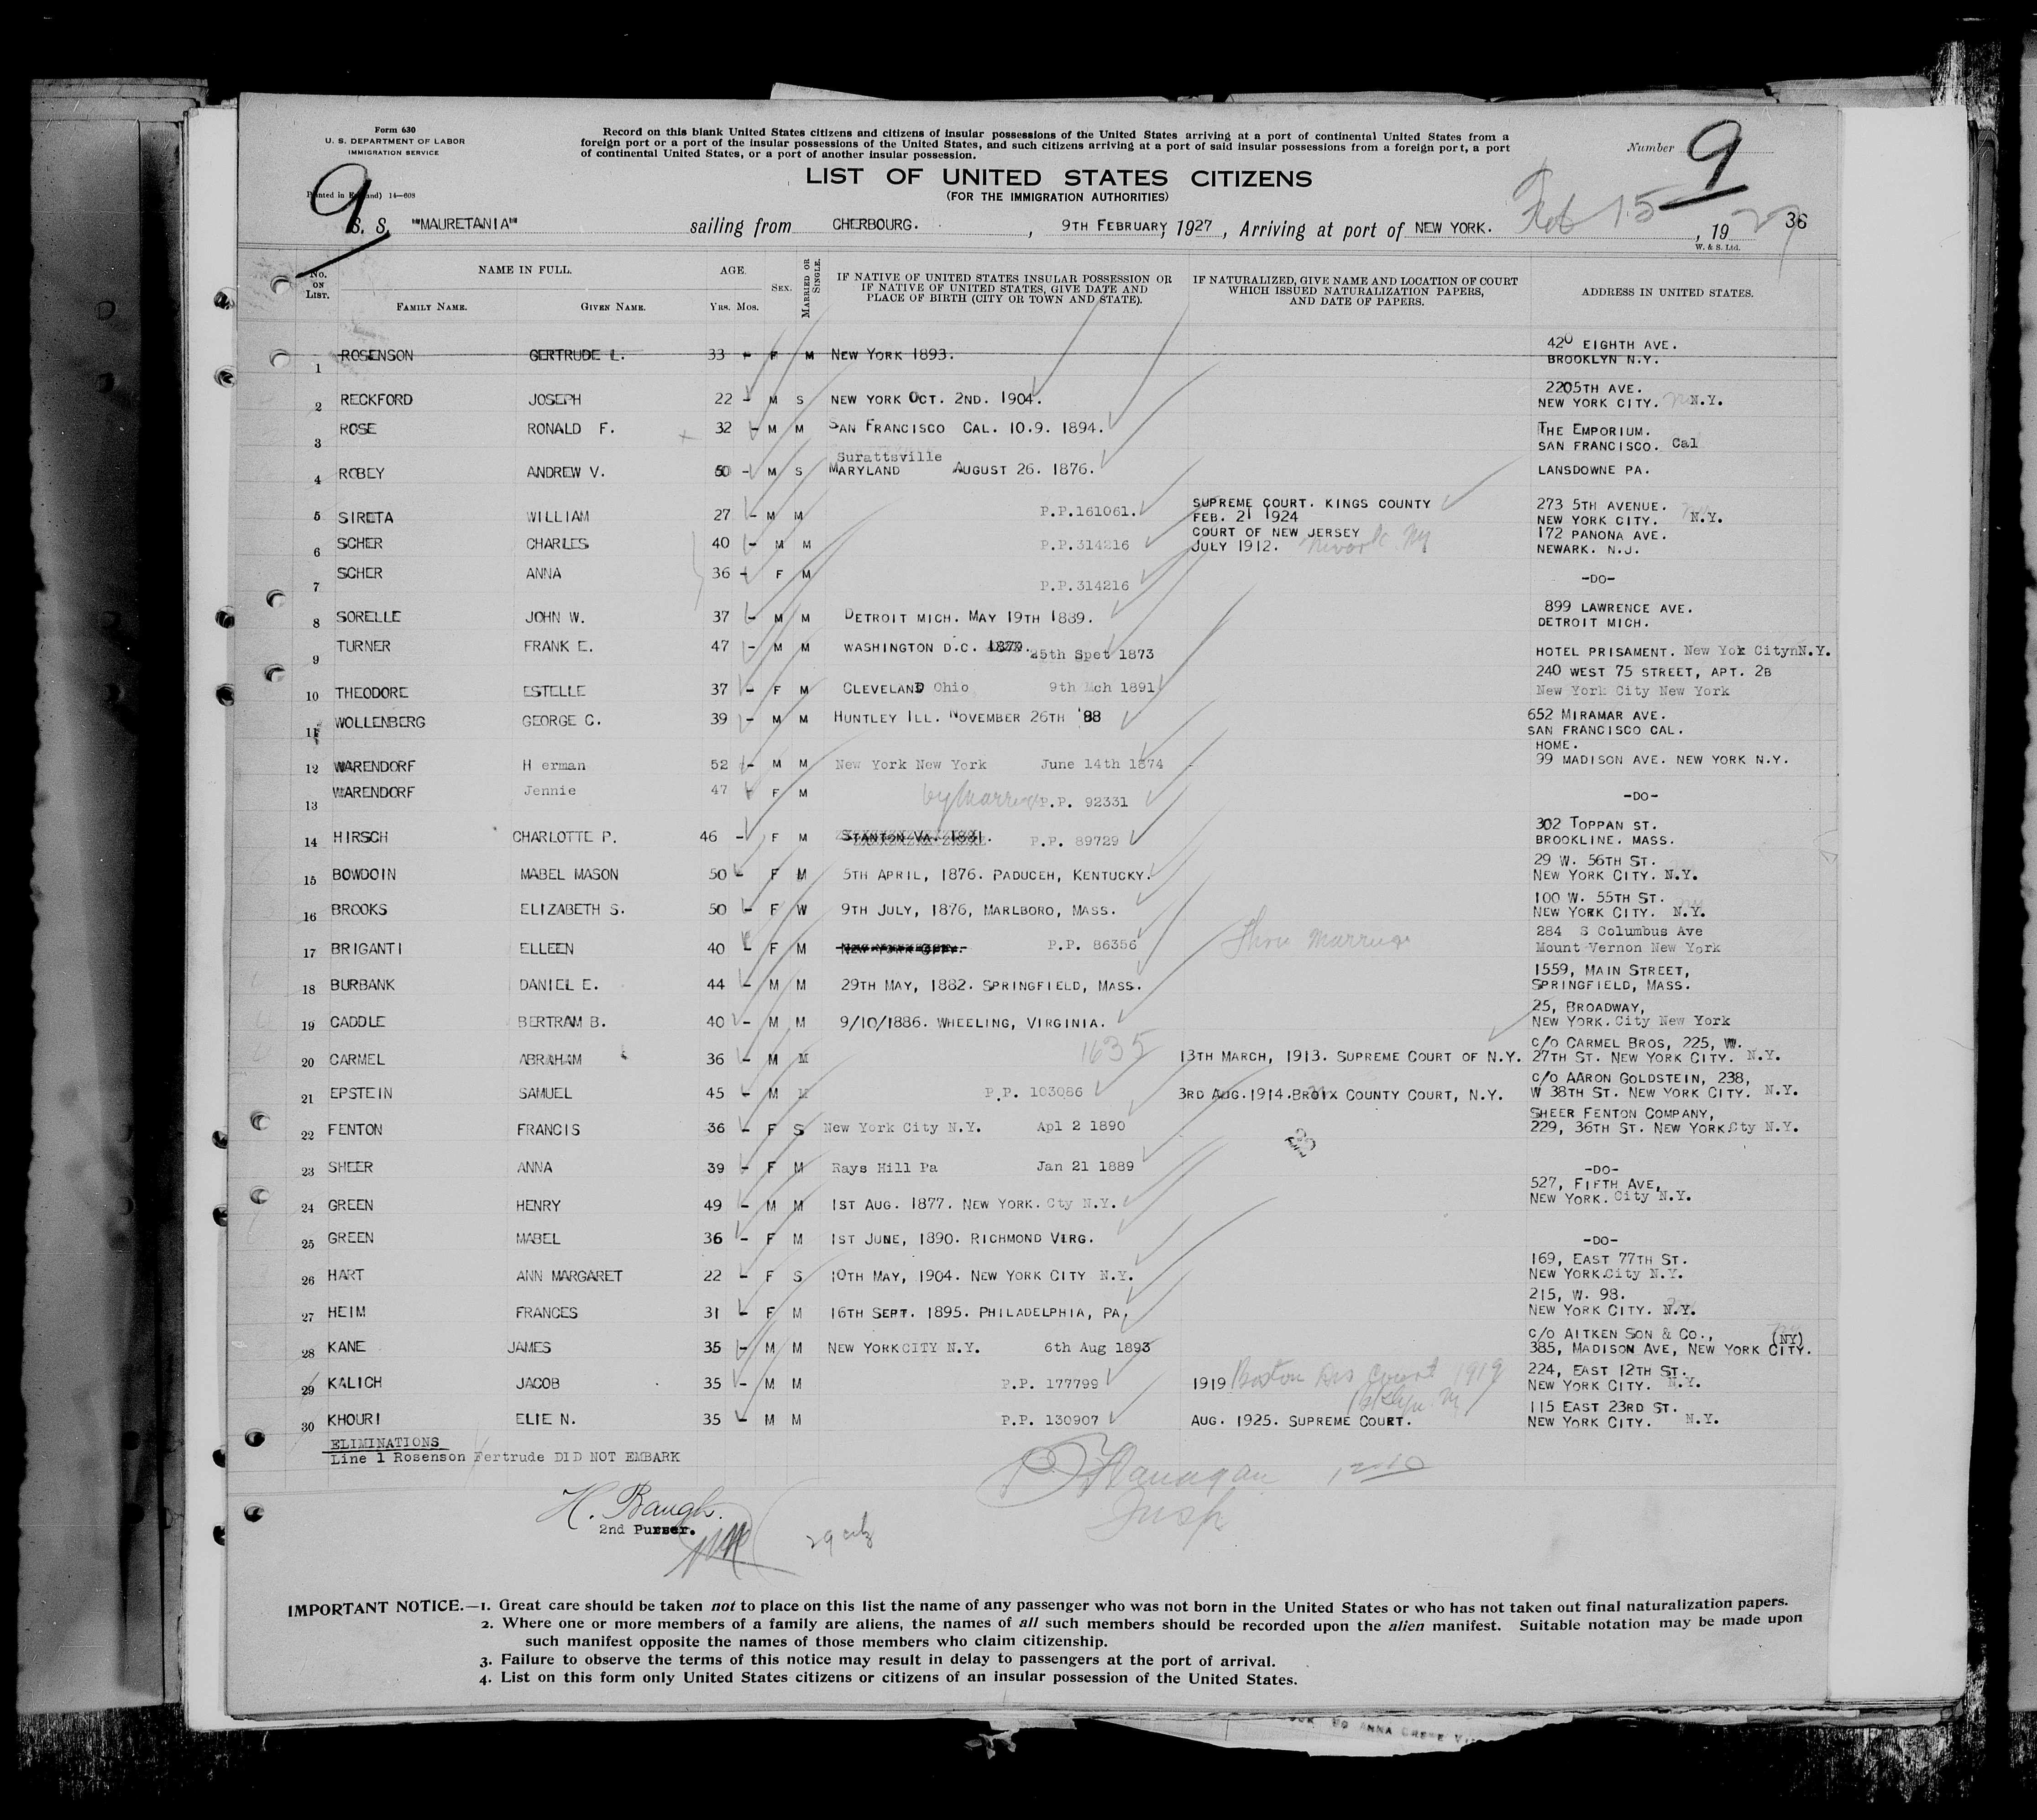 Form 630
U. S. DEPARTMENT OF LABOR
IMMIGRATION SERVICE
Printed in England) 14—608
9
Record on this blank United States citizens and citizens of insular possessions of the United States arriving at a port of continental United States from a
foreign port or a port of the insular possessions of the United States, and such citizens arriving at a port of said insular possessions from a foreign port, a port
of continental United States, or a port of another insular possession.
Number 9
LIST OF UNITED STATES CITIZENS
(FOR THE IMMIGRATION AUTHORITIES)
S. S. "MAURETANIA" sailing from CHERBOURG. , 9TH FEBRUARY, 1927 , Arriving at port of NEW YORK. Feb 15 , 1927 36
W. & S. Ltd.
No. ON LIST. NAME IN FULL. FAMILY NAME. GIVEN NAME. AGE. Yrs. Mos. SEX. MARRIED OR SINGLE. IF NATIVE OF UNITED STATES INSULAR POSSESSION OR IF NATIVE OF UNITED STATES, GIVE DATE AND PLACE OF BIRTH (CITY OR TOWN AND STATE). IF NATURALIZED, GIVE NAME AND LOCATION OF COURT WHICH ISSUED NATURALIZATION PAPERS, AND DATE OF PAPERS. ADDRESS IN UNITED STATES.
1 ROSENSON GERTRUDE L. 33 - F M NEW YORK 1893. 420 EIGHTH AVE. BROOKLYN N.Y.
2 RECKFORD JOSEPH 22 - M S NEW YORK OCT. 2ND. 1904. 2205TH AVE. NEW YORK CITY. N.Y.
3 ROSE RONALD F. 32 - M M SAN FRANCISCO CAL. 10.9. 1894. THE EMPORIUM. SAN FRANCISCO. Cal
4 ROBEY ANDREW V. 50 - M S Surattsville MARYLAND AUGUST 26. 1876. LANSDOWNE PA.
5 SIRETA WILLIAM 27 - M M P.P.161061. SUPREME COURT. KINGS COUNTY FEB. 21 1924 273 5TH AVENUE. NEW YORK CITY. N.Y.
6 SCHER CHARLES 40 - M M P.P.314216 COURT OF NEW JERSEY JULY 1912. Newark NJ 172 PANONA AVE. NEWARK. N.J.
7 SCHER ANNA 36 - F M P.P.314216 -DO-
8 SORELLE JOHN W. 37 - M M DETROIT MICH. MAY 19TH 1889. 899 LAWRENCE AVE. DETROIT MICH.
9 TURNER FRANK E. 47 - M M WASHINGTON D.C. 1879. 25th Spet 1873 HOTEL PRISAMENT. New Yok CitynN.Y.
10 THEODORE ESTELLE 37 - F M CLEVELAND Ohio 9th Mch 1891 240 WEST 75 STREET, APT. 2B New York City New York
11 WOLLENBERG GEORGE C. 39 - M M HUNTLEY ILL. NOVEMBER 26TH '88 652 MIRAMAR AVE. SAN FRANCISCO CAL.
12 WARENDORF H erman 52 - M M New York New York June 14th 1874 HOME. 99 MADISON AVE. NEW YORK N.Y.
13 WARENDORF Jennie 47 F M by Marriage P.P. 92331 -DO-
14 HIRSCH CHARLOTTE P. 46 - F M STANTON VA. 1881. P.P. 89729 302 TOPPAN ST. BROOKLINE. MASS.
15 BOWDOIN MABEL MASON 50 - F M 5TH APRIL, 1876. PADUCEH, KENTUCKY. 29 W. 56TH ST. NEW YORK CITY. N.Y.
16 BROOKS ELIZABETH S. 50 - F W 9TH JULY, 1876, MARLBORO, MASS. 100 W. 55TH ST. NEW YORK CITY. N.Y.
17 BRIGANTI ELLEEN 40 - F M NEW YORK CITY. P.P. 86356 Thru marriage 284 S Columbus Ave Mount Vernon New York
18 BURBANK DANIEL E. 44 - M M 29TH MAY, 1882. SPRINGFIELD, MASS. 1559, MAIN STREET, SPRINGFIELD, MASS.
19 CADDLE BERTRAM B. 40 - M M 9/10/1886. WHEELING, VIRGINIA. 25, BROADWAY, NEW YORK. City New York
20 CARMEL ABRAHAM 36 - M M 1635 13TH MARCH, 1913. SUPREME COURT OF N.Y. C/O CARMEL BROS, 225, W. 27TH ST. NEW YORK CITY. N.Y.
21 EPSTEIN SAMUEL 45 - M M P.P. 103086 3RD AUG.1914.BRONX COUNTY COURT, N.Y. C/O AARON GOLDSTEIN, 238, W 38TH ST. NEW YORK CITY. N.Y.
22 FENTON FRANCIS 36 - F S New York City N.Y. Apl 2 1890 SHEER FENTON COMPANY, 229, 36TH ST. NEW YORK.Cty N.Y.
23 SHEER ANNA 39 - F M Rays Hill Pa Jan 21 1889 -DO-
24 GREEN HENRY 49 - M M 1ST AUG. 1877. NEW YORK. Cty N.Y. 527, FIFTH AVE, NEW YORK. City N.Y.
25 GREEN MABEL 36 - F M 1ST JUNE, 1890. RICHMOND VIRG. -DO-
26 HART ANN MARGARET 22 - F S 10TH MAY, 1904. NEW YORK CITY N.Y. 169, EAST 77TH ST. NEW YORK.City N.Y.
27 HEIM FRANCES 31 - F M 16TH SEPT. 1895. PHILADELPHIA, PA. 215, W. 98. NEW YORK CITY. N.Y.
28 KANE JAMES 35 - M M NEW YORKCITY N.Y. 6th Aug 1893 C/O AITKEN SON & CO., (NY) 385, MADISON AVE, NEW YORK CITY.
29 KALICH JACOB 35 - M M P.P. 177799 1919 Boston Court 1919 224, EAST 12TH ST. NEW YORK CITY. N.Y.
30 KHOURI ELIE N. 35 - M M P.P. 130907 AUG. 1925. SUPREME COURT. 115 EAST 23RD ST. NEW YORK CITY. N.Y.
ELIMINATIONS
Line 1 Rosenson Fertrude DID NOT EMBARK
Flanagan
Insp
H. Baugh.
2nd Purser.
IMPORTANT NOTICE.—1. Great care should be taken not to place on this list the name of any passenger who was not born in the United States or who has not taken out final naturalization papers.
2. Where one or more members of a family are aliens, the names of all such members should be recorded upon the alien manifest. Suitable notation may be made upon
such manifest opposite the names of those members who claim citizenship.
3. Failure to observe the terms of this notice may result in delay to passengers at the port of arrival.
4. List on this form only United States citizens or citizens of an insular possession of the United States.